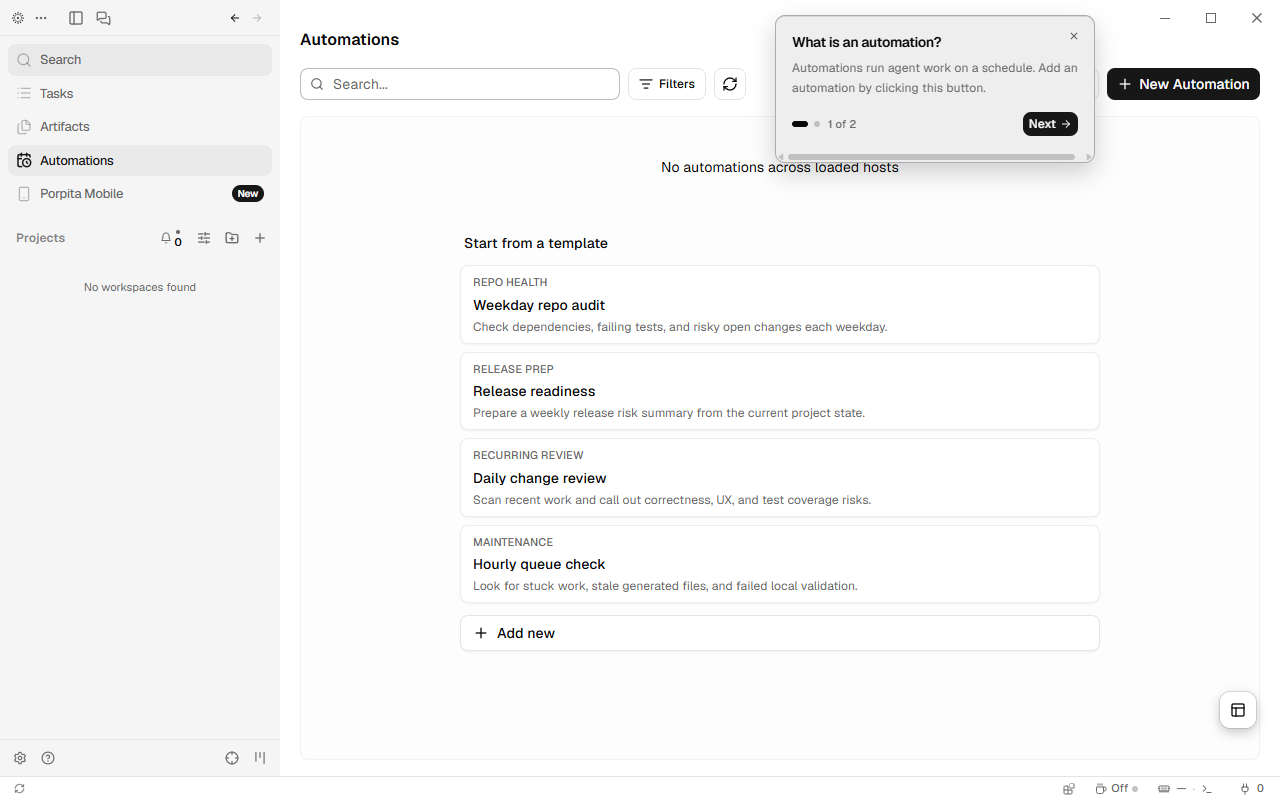 Search
Tasks
Artifacts
Automations
Porpita Mobile
New
Projects
0
No workspaces found
Automations
Search...
Filters
New Automation
What is an automation?
Automations run agent work on a schedule. Add an
automation by clicking this button.
1 of 2
Next
No automations across loaded hosts
Start from a template
REPO HEALTH
Weekday repo audit
Check dependencies, failing tests, and risky open changes each weekday.
RELEASE PREP
Release readiness
Prepare a weekly release risk summary from the current project state.
RECURRING REVIEW
Daily change review
Scan recent work and call out correctness, UX, and test coverage risks.
MAINTENANCE
Hourly queue check
Look for stuck work, stale generated files, and failed local validation.
Add new
Off
— ·
0